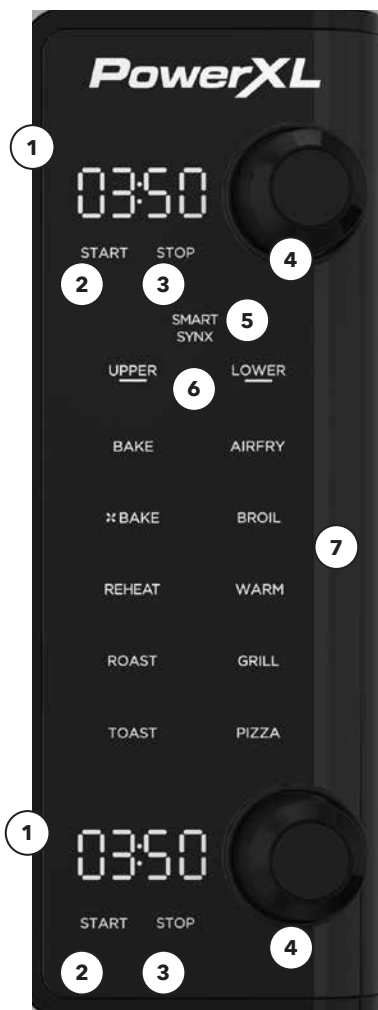 PowerXL
1
03:50
4
START STOP
2 3
SMART 5
SYNX
UPPER 6 LOWER
BAKE AIRFRY
BAKE BROIL
7
REHEAT WARM
ROAST GRILL
TOAST PIZZA
1
03:50
START STOP
4
2 3